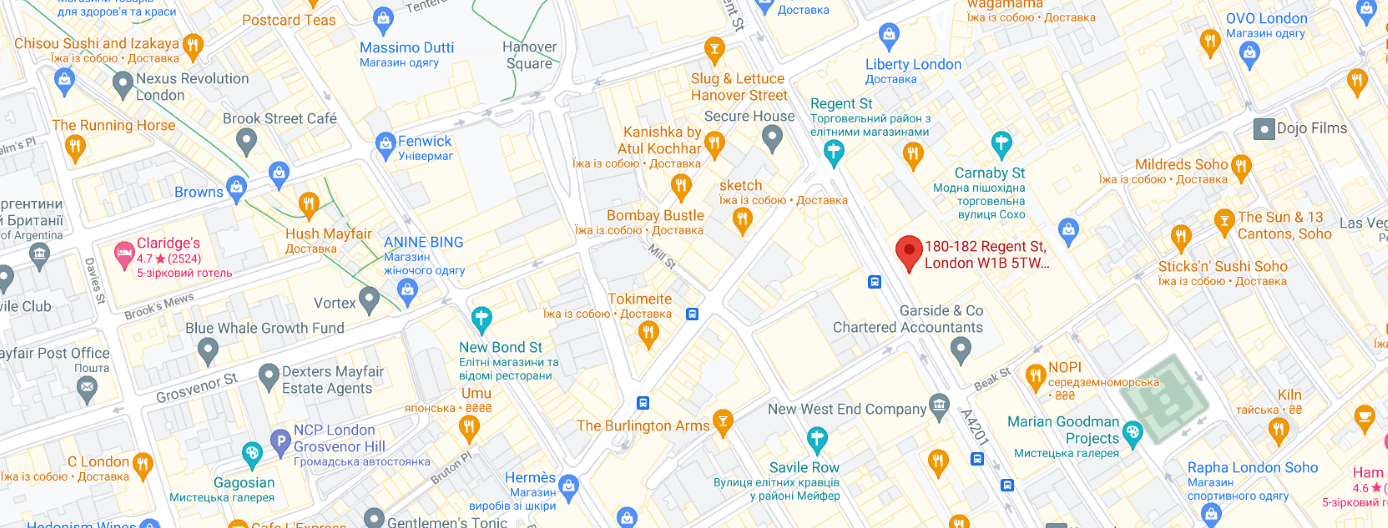 для здоров'я та краси
Postcard Teas
Massimo Dutti
Магазин одягу
Hanover
Square
Доставка
wagamama
Їжа із собою • Доставка
OVO London
Магазин одягу
Chisou Sushi and Izakaya
Їжа із собою • Доставка
Nexus Revolution
London
Slug & Lettuce
Hanover Street
Liberty London
Доставка
Brook Street Café
The Running Horse
Fenwick
Універмаг
Kanishka by
Atul Kochhar
Їжа із собою • Доставка
Secure House
Regent St
Торговельний район з
елітними магазинами
Dojo Films
Carnaby St
Модна пішохідна
торговельна
вулиця Сохо
Mildreds Soho
Їжа із собою • Доставка
Browns
sketch
Їжа із собою • Доставка
Bombay Bustle
Їжа із собою • Доставка
The Sun & 13
Cantons, Soho
Las Vega
of Argentina
Claridge's
4.7 ★ (2524)
5-зірковий готель
Hush Mayfair
Доставка
ANINE BING
Магазин
жіночого одягу
Mill St
180-182 Regent St,
London W1B 5TW...
Sticks'n' Sushi Soho
Їжа із собою • Доставка
Davies St
Brook's Mews
Vortex
Tokimeite
Їжа із собою • Доставка
Garside & Co
Chartered Accountants
Blue Whale Growth Fund
New Bond St
Елітні магазини та
відомі ресторани
Post Office
Пошта
Grosvenor St
Dexters Mayfair
Estate Agents
Umu
японська • ₴₴₴₴
Beak St
NOPI
середземноморська
• ₴₴₴
Kiln
тайська • ₴₴
New West End Company
A4201
The Burlington Arms
Marian Goodman
Projects
Мистецька галерея
NCP London
Grosvenor Hill
Громадська автостоянка
C London
Їжа із собою • Доставка
Gagosian
Мистецька галерея
Bruton Pl
Savile Row
Вулиця елітних кравців
у районі Мейфер
Rapha London Soho
Магазин
спортивного одягу
Ham
4.6 ★
5-зірковий
Hermès
Магазин
виробів зі шкіри
Hedonism Wines
Cafe L'Express
Gentlemen's Tonic